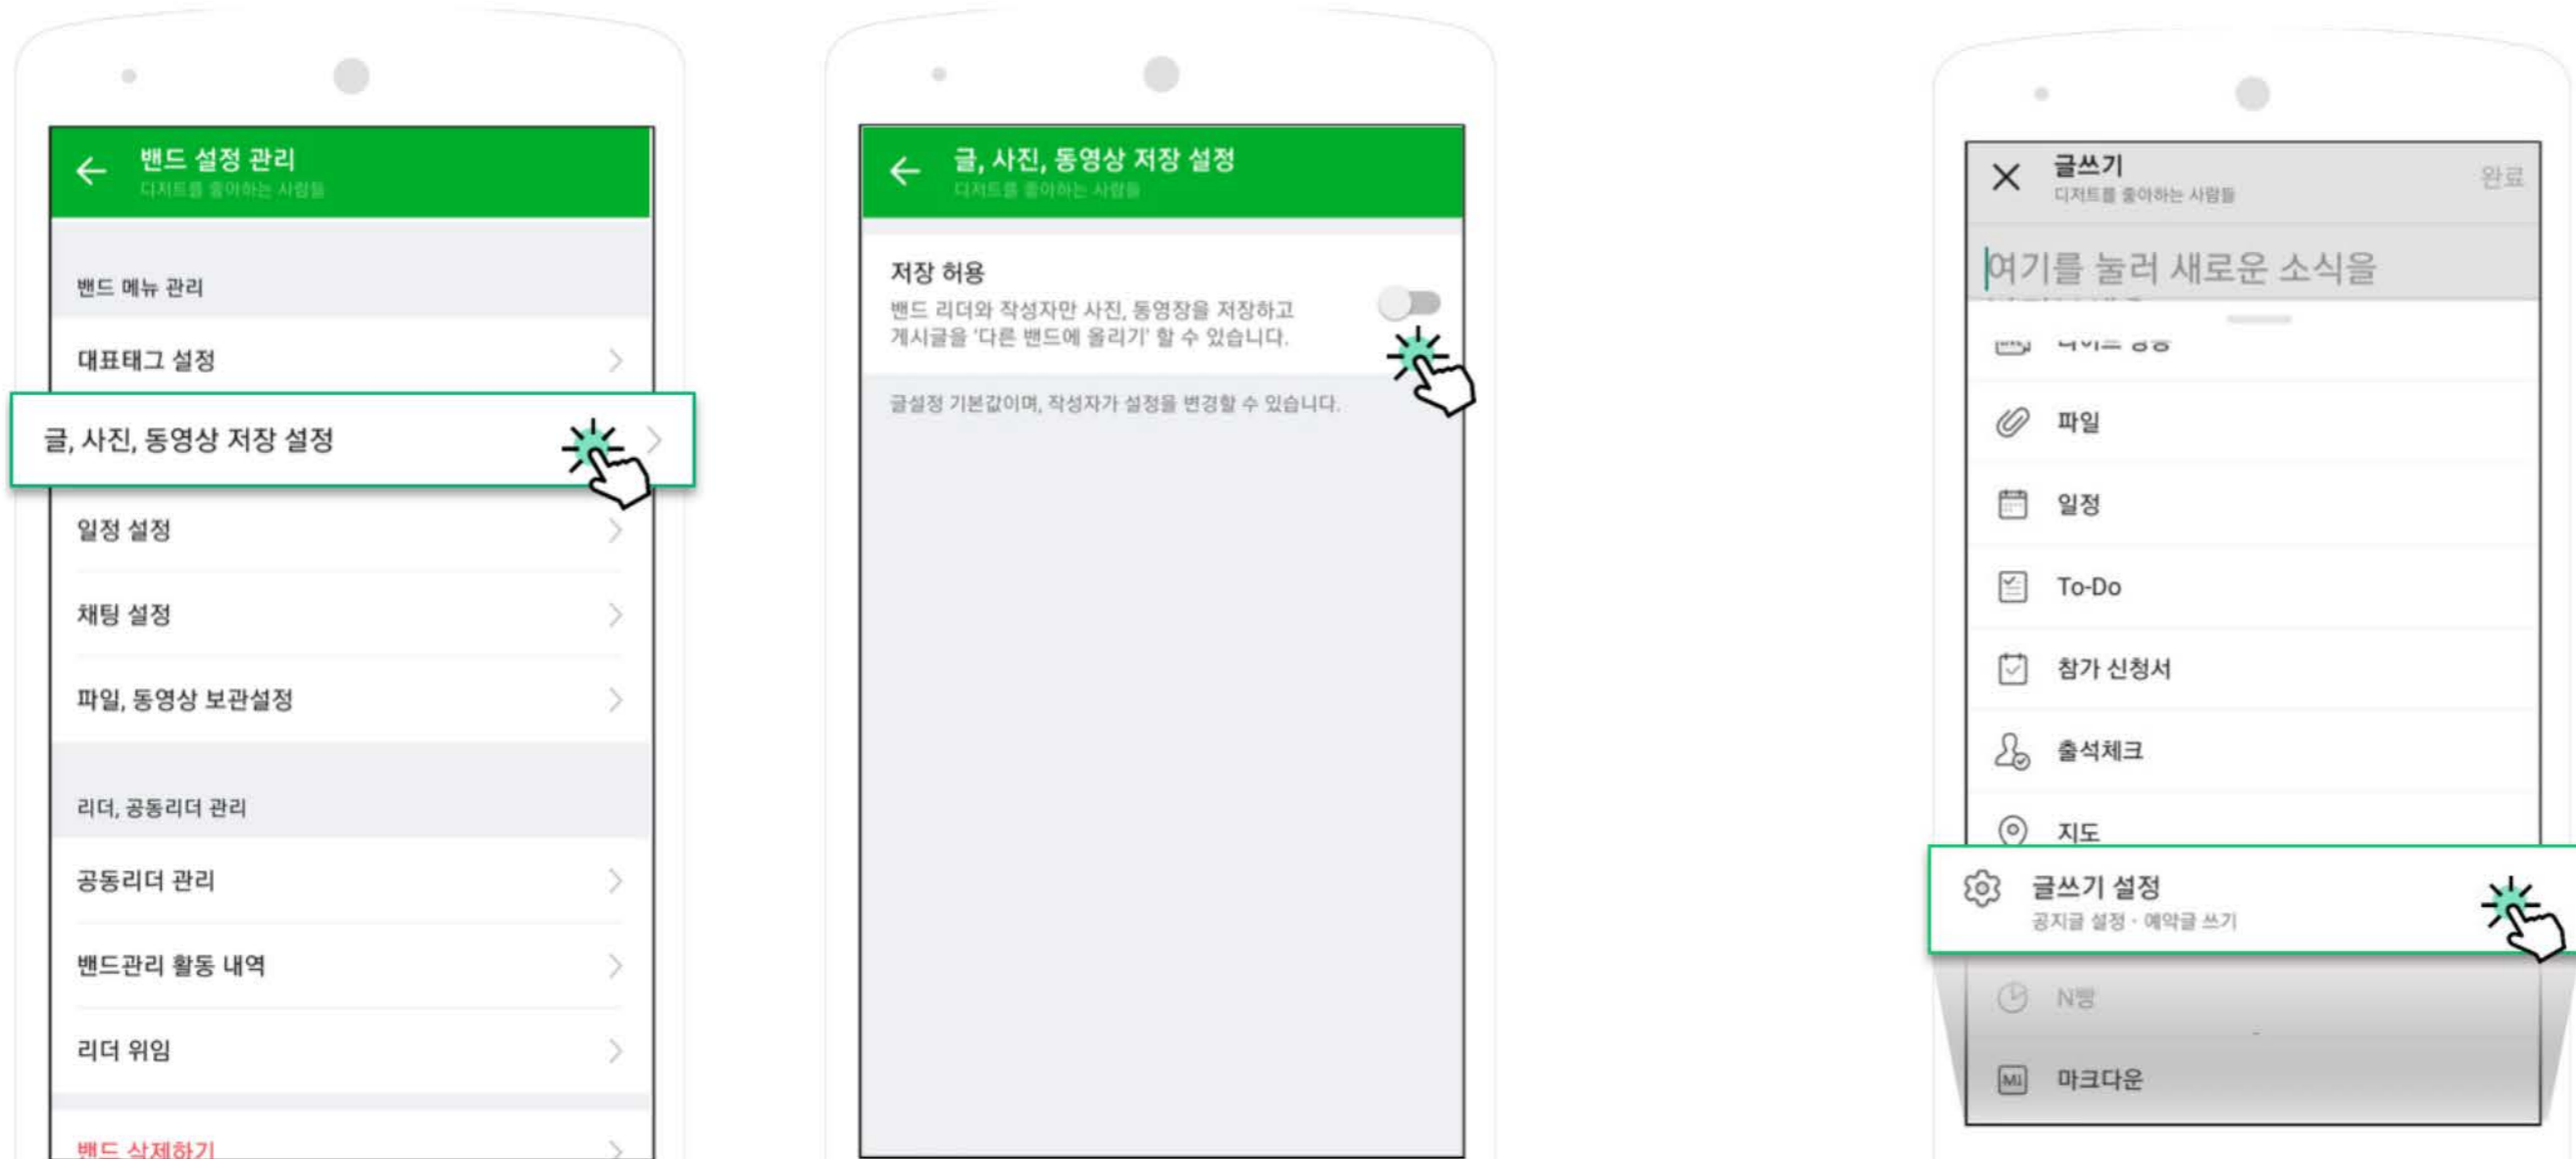 밴드 설정 관리
디저트를 좋아하는 사람들
밴드 메뉴 관리
대표태그 설정
글, 사진, 동영상 저장 설정
일정 설정
채팅 설정
파일, 동영상 보관설정
리더, 공동리더 관리
공동리더 관리
밴드관리 활동 내역
리더 위임
밴드 삭제하기
글, 사진, 동영상 저장 설정
디저트를 좋아하는 사람들
저장 허용
밴드 리더와 작성자만 사진, 동영장을 저장하고
게시글을 '다른 밴드에 올리기' 할 수 있습니다.
글설정 기본값이며, 작성자가 설정을 변경할 수 있습니다.
글쓰기
디저트를 좋아하는 사람들
완료
여기를 눌러 새로운 소식을
파일
일정
To-Do
참가 신청서
출석체크
지도
글쓰기 설정
공지글 설정 · 예약글 쓰기
N빵
마크다운